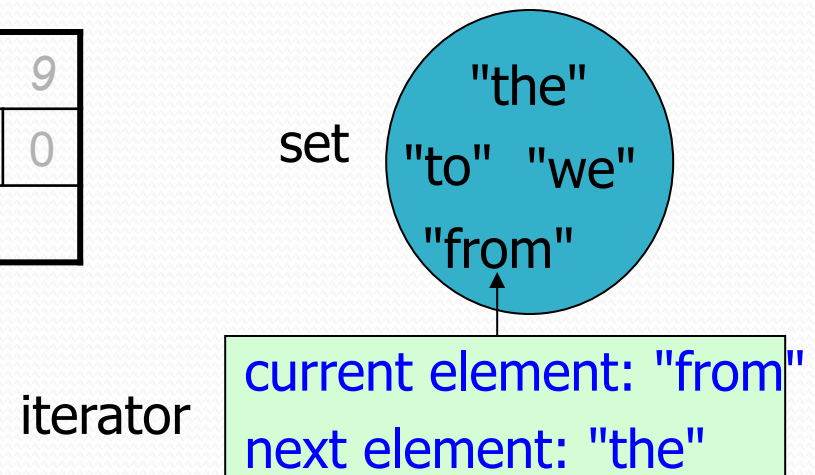 9
0
set
"the"
"to" "we"
"from"
iterator
current element: "from"
next element: "the"